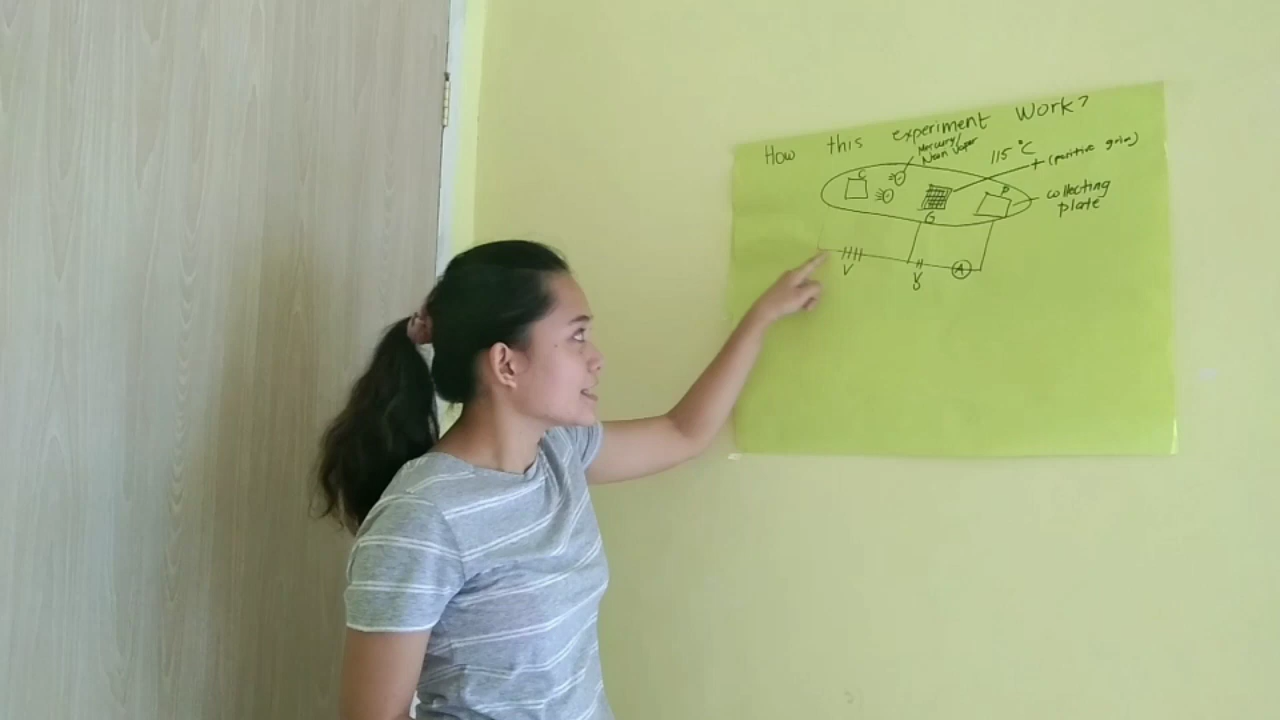 How this experiment Work?
Mercury/
Neon Vapor
115°C
+ (positive grid)
C
P
collecting
plate
G
V
V
A